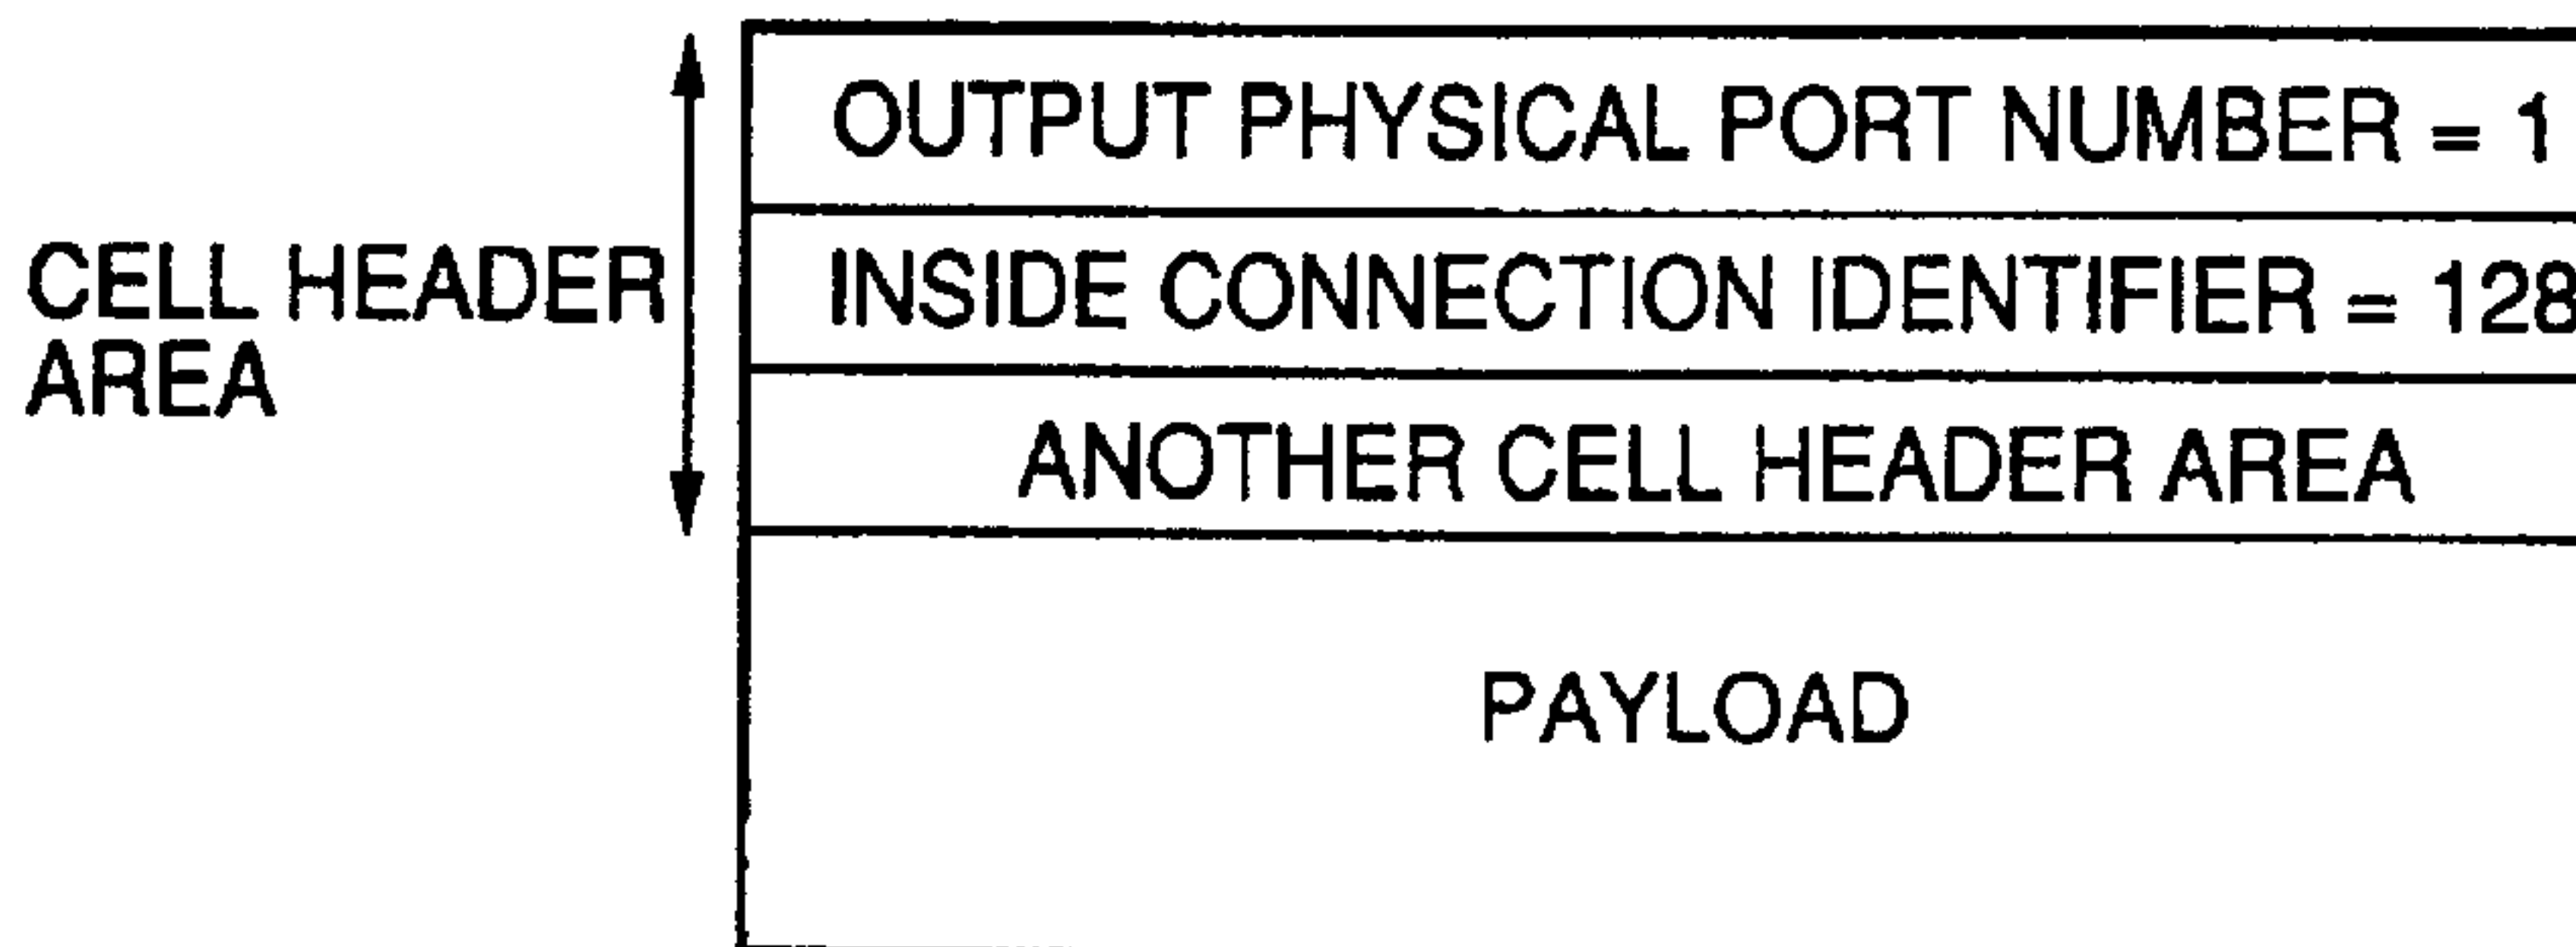 OUTPUT PHYSICAL PORT NUMBER = 1
INSIDE CONNECTION IDENTIFIER = 128
CELL HEADER
AREA
ANOTHER CELL HEADER AREA
PAYLOAD